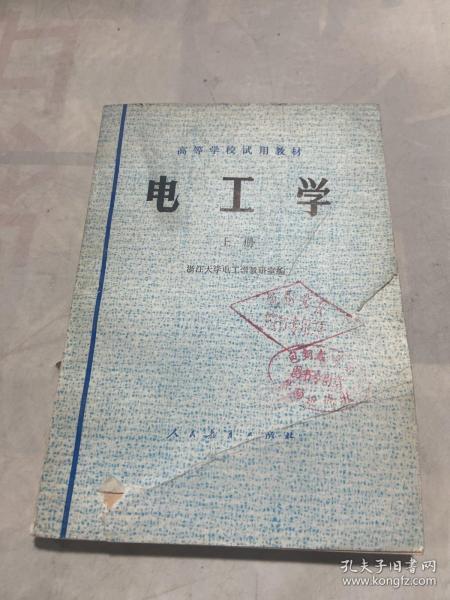 高等学校试用教材
电工学
上册
浙江大学电工学教研室编
人民教育出版社
孔夫子旧书网
www.kongfz.com